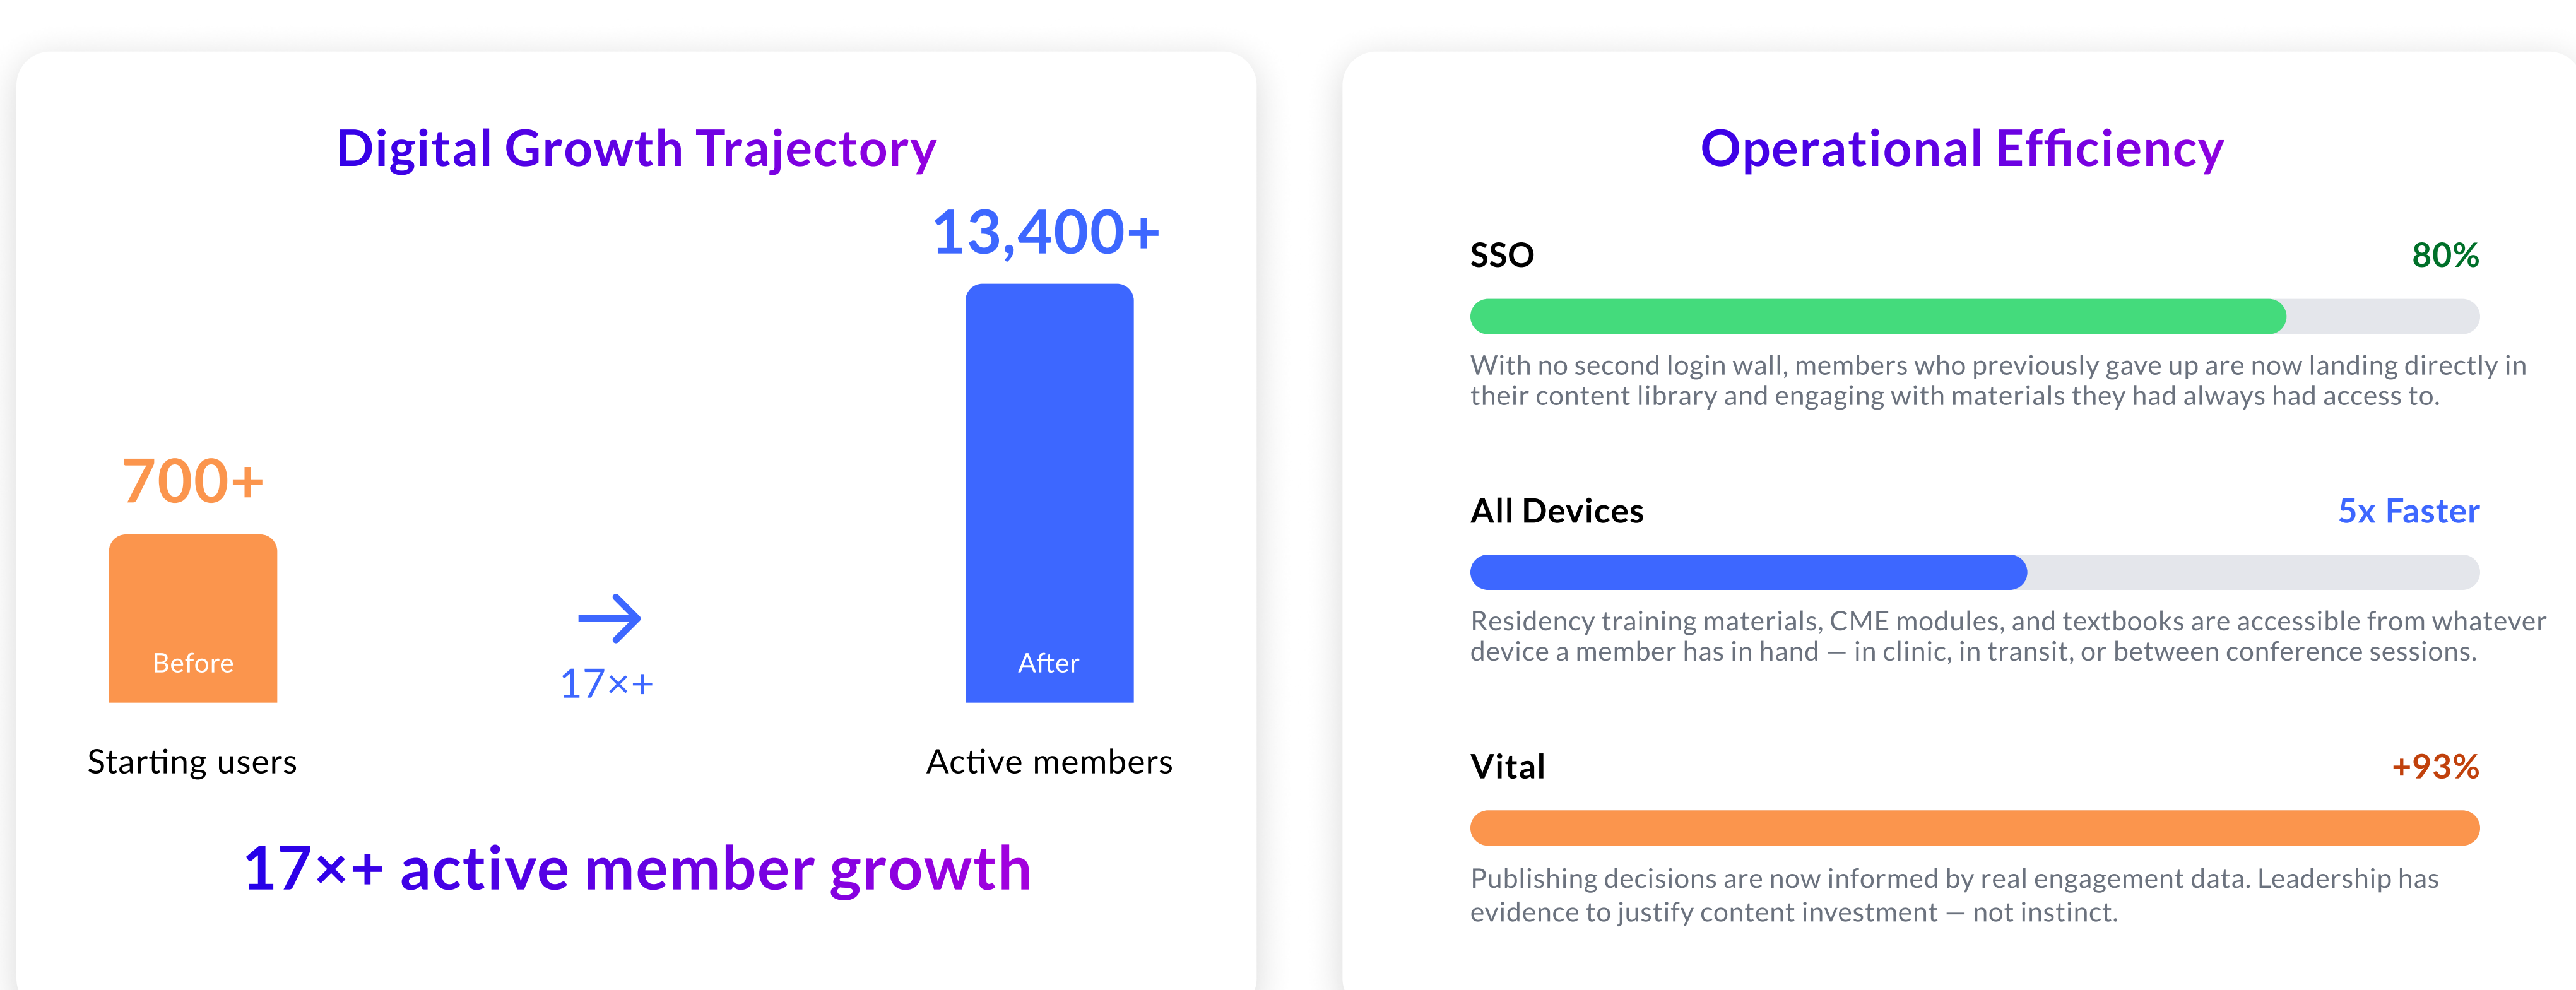 Digital Growth Trajectory
13,400+
700+
Before
17×+
After
Starting users
Active members
17×+ active member growth
Operational Efficiency
SSO
80%
With no second login wall, members who previously gave up are now landing directly in
their content library and engaging with materials they had always had access to.
All Devices
5x Faster
Residency training materials, CME modules, and textbooks are accessible from whatever
device a member has in hand — in clinic, in transit, or between conference sessions.
Vital
+93%
Publishing decisions are now informed by real engagement data. Leadership has
evidence to justify content investment — not instinct.